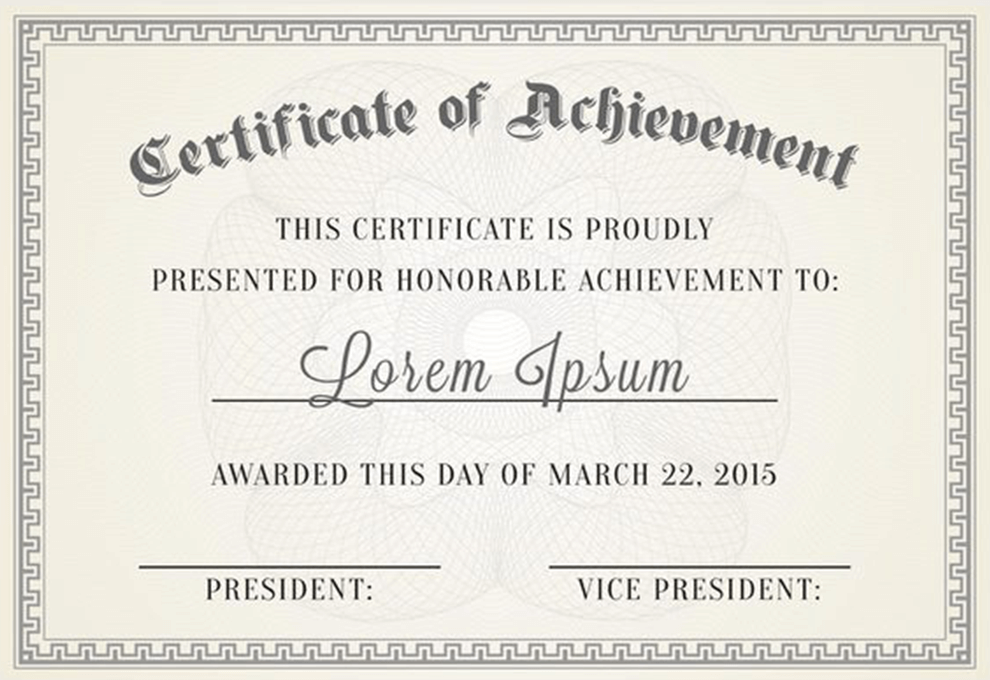 Certificate of Achievement
THIS CERTIFICATE IS PROUDLY
PRESENTED FOR HONORABLE ACHIEVEMENT TO:
Lorem Ipsum
AWARDED THIS DAY OF MARCH 22, 2015
PRESIDENT: VICE PRESIDENT: